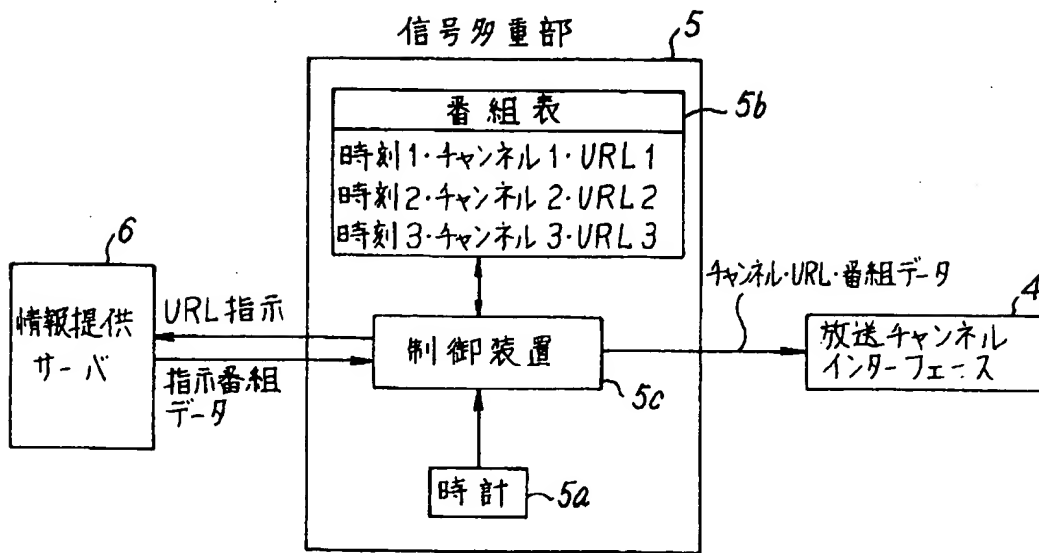 信号多重部
5
番組表
5b
時刻1・チャンネル1・URL1
時刻2・チャンネル2・URL2
時刻3・チャンネル3・URL3
6
情報提供
サーバ
URL指示
指示番組
データ
制御装置
5c
チャンネル・URL・番組データ
4
放送チャンネル
インターフェース
時計
5a